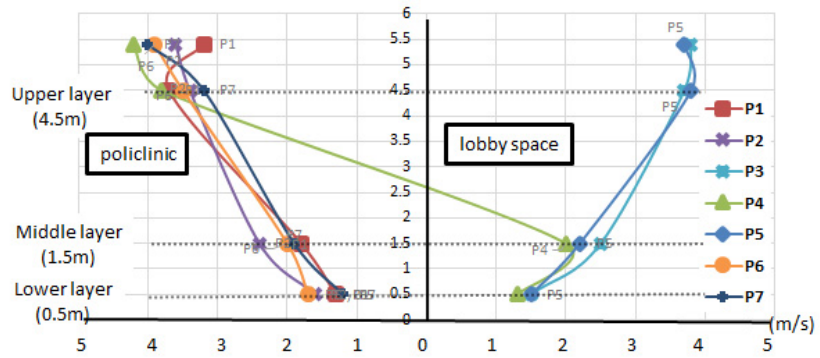 6
5.5
5
4.5
4
3.5
3
2.5
2
1.5
1
0.5
0
Upper layer
(4.5m)
Middle layer
(1.5m)
Lower layer
(0.5m)
policlinic
lobby space
P1
P6
P7
P5
P5
P6
P4
P5
P5
P1
P2
P3
P4
P5
P6
P7
5 4 3 2 1 0 1 2 3 4 5
(m/s)